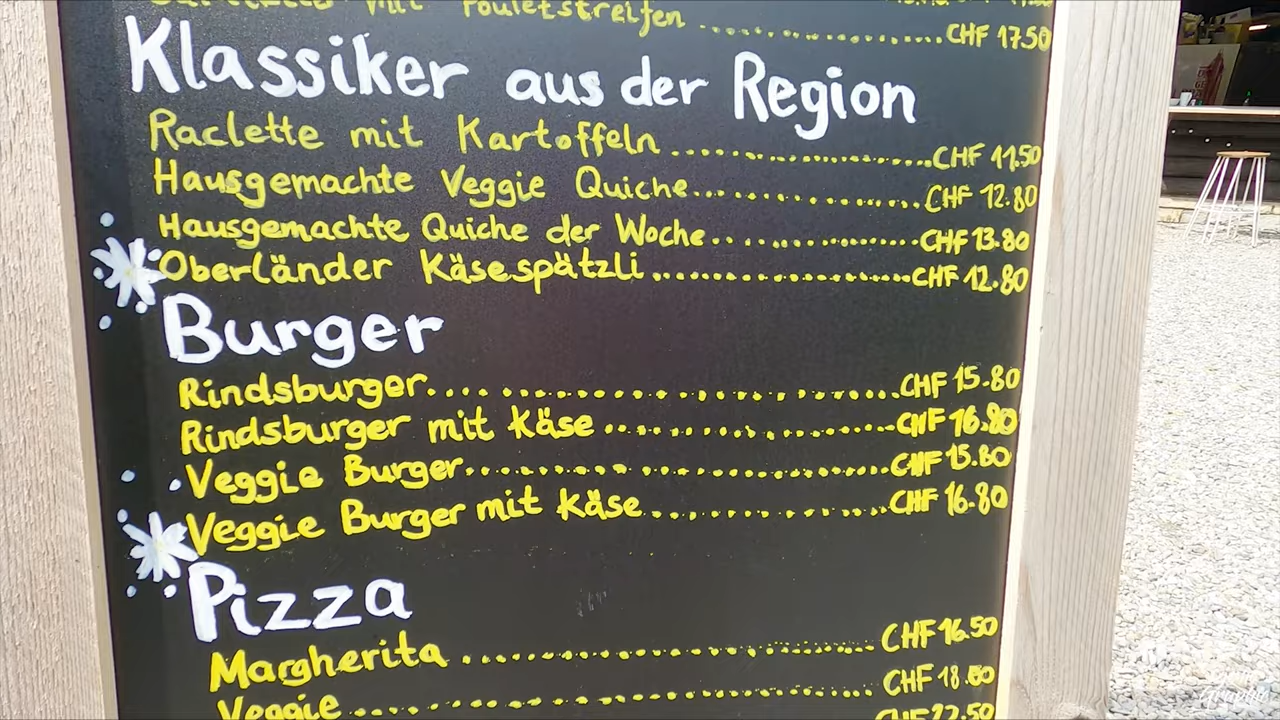 mit Pouletstreifen ................ CHF 17.50
Klassiker aus der Region
Raclette mit Kartoffeln ................ CHF 11.50
Hausgemachte Veggie Quiche ................ CHF 12.80
Hausgemachte Quiche der Woche ................ CHF 13.80
Oberländer Käsespätzli ................ CHF 12.80
Burger
Rindsburger ................ CHF 15.80
Rindsburger mit Käse ................ CHF 16.80
Veggie Burger ................ CHF 15.80
Veggie Burger mit Käse ................ CHF 16.80
Pizza
Margherita ................ CHF 16.50
Veggie ................ CHF 18.00